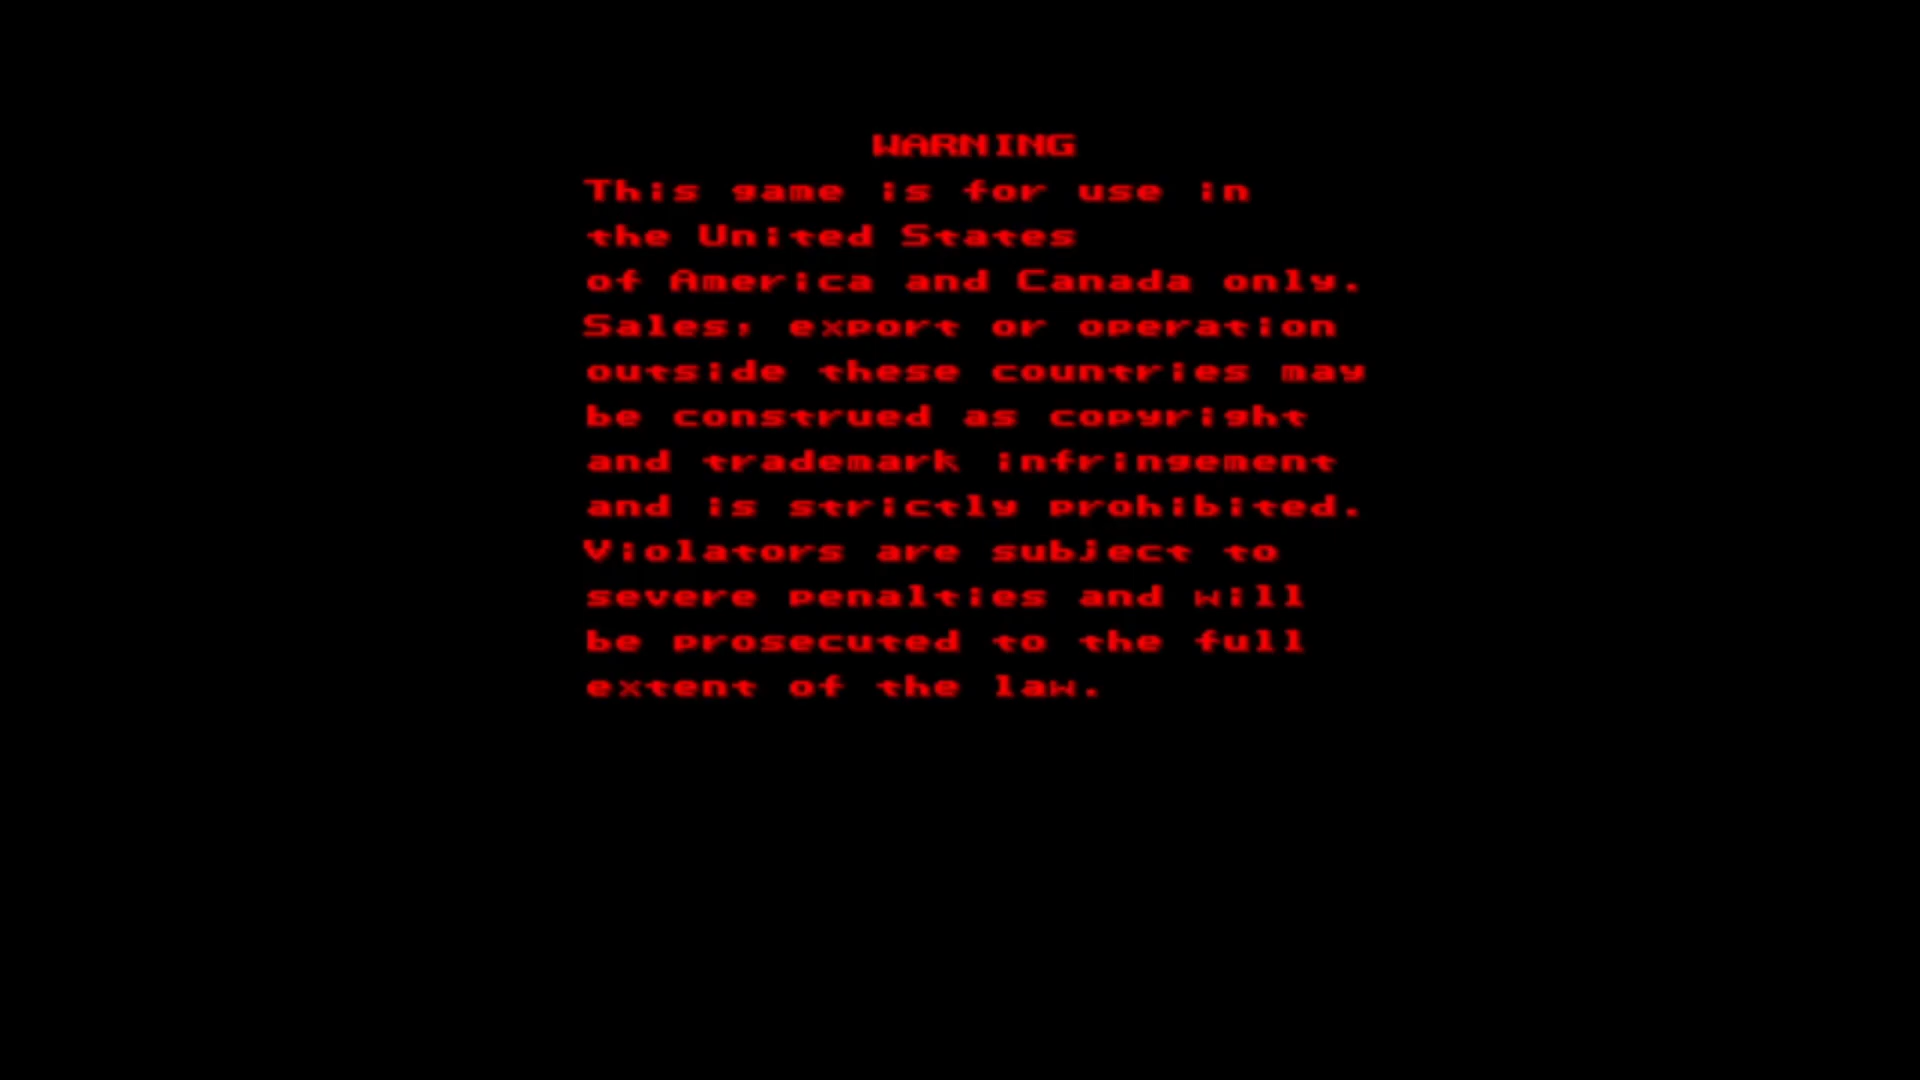 WARNING
This game is for use in
the United States
of America and Canada only.
Sales, export or operation
outside these countries may
be construed as copyright
and trademark infringement
and is strictly prohibited.
Violators are subject to
severe penalties and will
be prosecuted to the full
extent of the law.